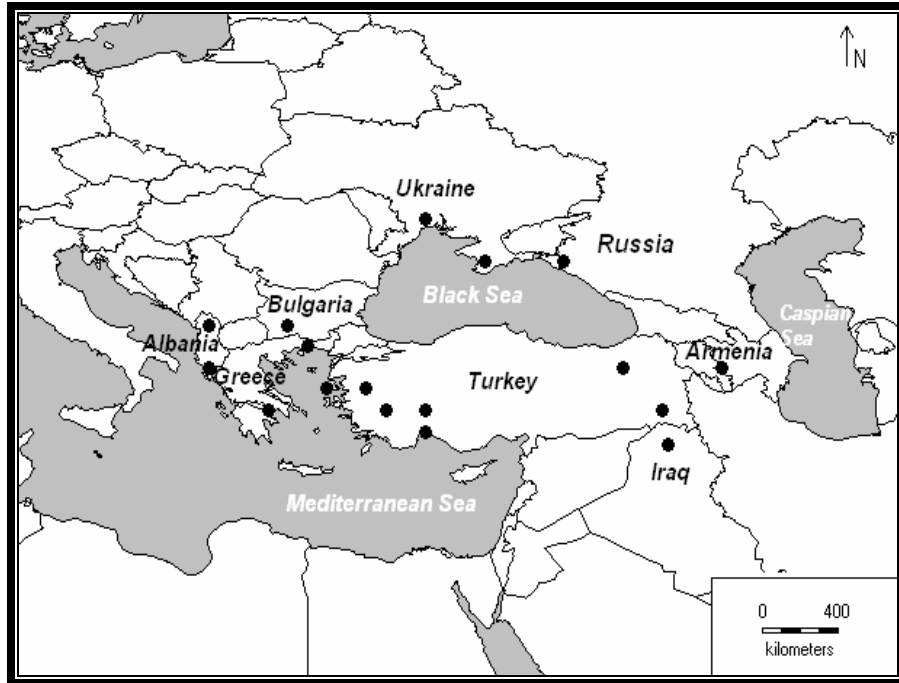 N
Ukraine
Russia
Bulgaria
Black Sea
Caspian
Sea
Albania
Greece
Turkey
Armenia
Iraq
Mediterranean Sea
0 400
kilometers